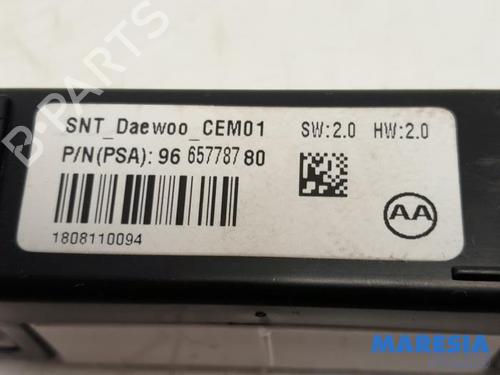 SNT_Daewoo_CEM01 SW:2.0 HW:2.0
P/N(PSA): 96 657787 80
AA
1808110094
B-PARTS
MARESIA